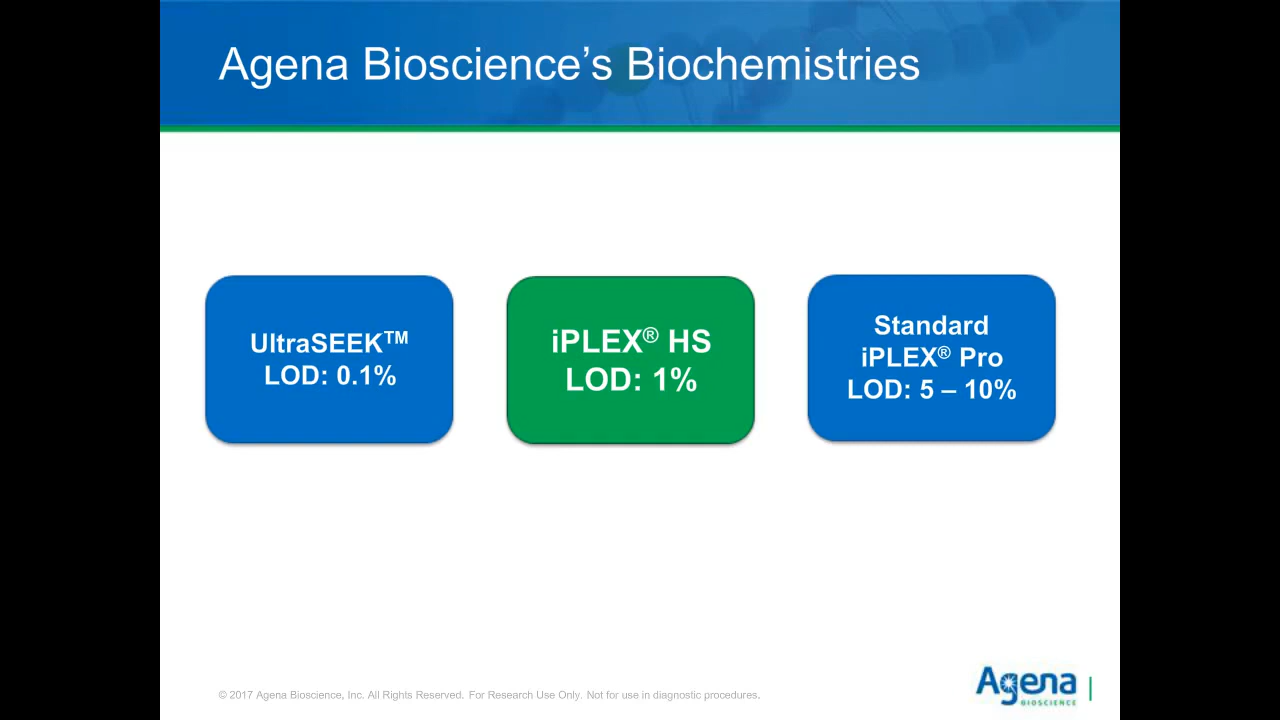 Agena Bioscience’s Biochemistries
UltraSEEK™
LOD: 0.1%
iPLEX® HS
LOD: 1%
Standard
iPLEX® Pro
LOD: 5 – 10%
© 2017 Agena Bioscience, Inc. All Rights Reserved. For Research Use Only. Not for use in diagnostic procedures.
Agena
BIOSCIENCE